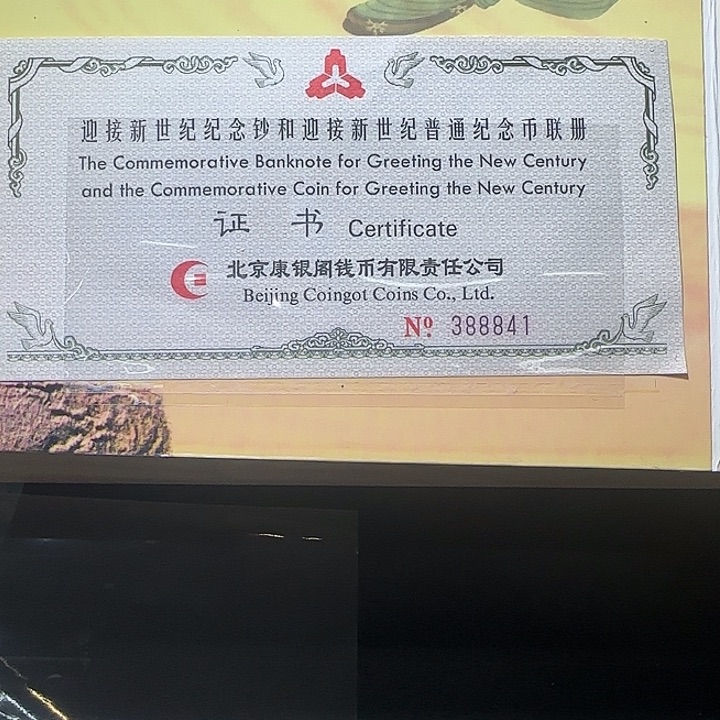 迎接新世纪纪念钞和迎接新世纪普通纪念币联册
The Commemorative Banknote for Greeting the New Century
and the Commemorative Coin for Greeting the New Century
证 书 Certificate
北京康银阁钱币有限责任公司
Beijing Coingot Coins Co., Ltd.
Nº 388841